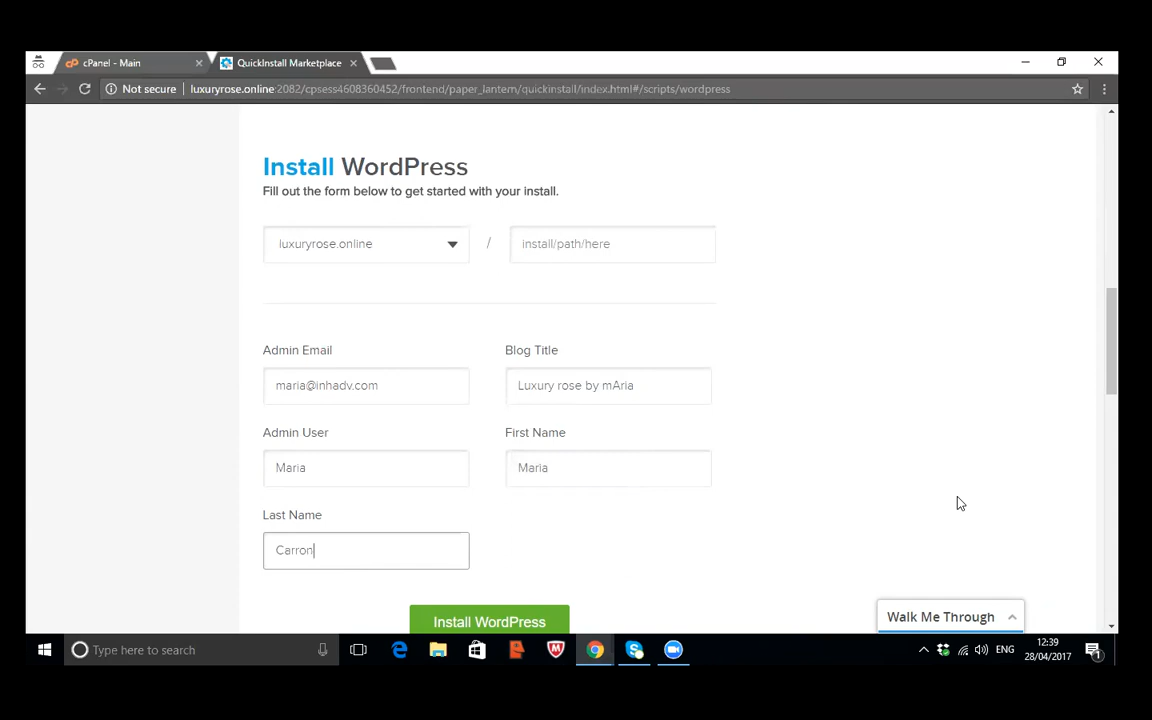 cPanel - Main
QuickInstall Marketplace
Not secure
luxuryrose.online:2082/cpsess4608360452/frontend/paper_lantern/quickinstall/index.html#/scripts/wordpress
Install WordPress
Fill out the form below to get started with your install.
luxuryrose.online / install/path/here
Admin Email
Blog Title
maria@inhadv.com
Luxury rose by mAria
Admin User
First Name
Maria
Maria
Last Name
Carron
Install WordPress
Walk Me Through
Type here to search
ENG
12:39
28/04/2017
1